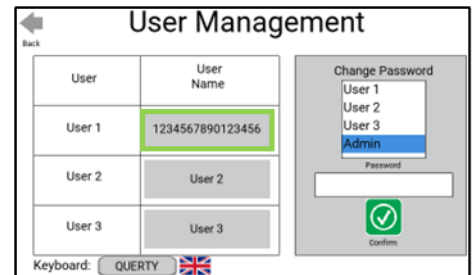 User Management
Back
User
User
Name
User 1
1234567890123456
User 2
User 2
User 3
User 3
Keyboard: QUERTY
Change Password
User 1
User 2
User 3
Admin
Password
Confirm